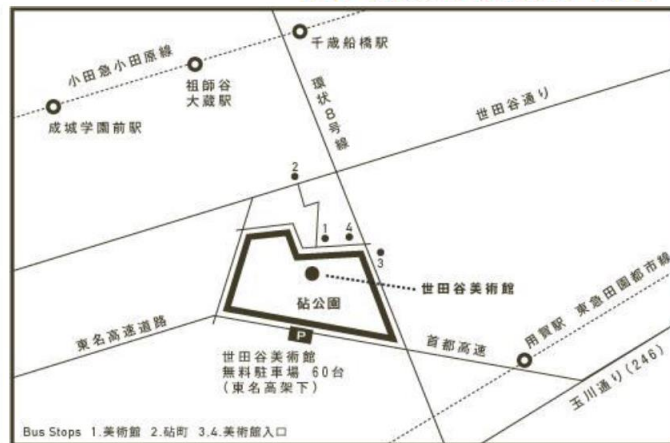 千歳船橋駅
小田急小田原線
祖師谷
大蔵駅
成城学園前駅
環状8号線
世田谷通り
2
1
4
3
世田谷美術館
砧公園
東名高速道路
P
世田谷美術館
無料駐車場 60台
(東名高架下)
首都高速
用賀駅 東急田園都市線
玉川通り(246)
Bus Stops 1.美術館 2.砧町 3.4.美術館入口